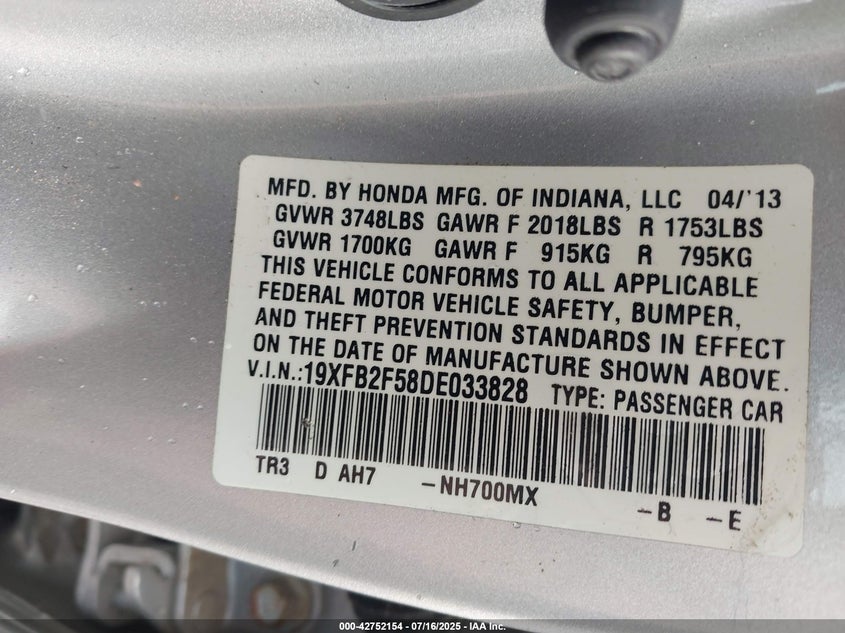 MFD. BY HONDA MFG. OF INDIANA, LLC 04/'13
GVWR 3748LBS GAWR F 2018LBS R 1753LBS
GVWR 1700KG GAWR F 915KG R 795KG
THIS VEHICLE CONFORMS TO ALL APPLICABLE
FEDERAL MOTOR VEHICLE SAFETY, BUMPER,
AND THEFT PREVENTION STANDARDS IN EFFECT
ON THE DATE OF MANUFACTURE SHOWN ABOVE.
V.I.N.:19XFB2F58DE033828 TYPE: PASSENGER CAR
TR3 D AH7 -NH700MX -B -E
000-42752154 - 07/16/2025 - IAA Inc.